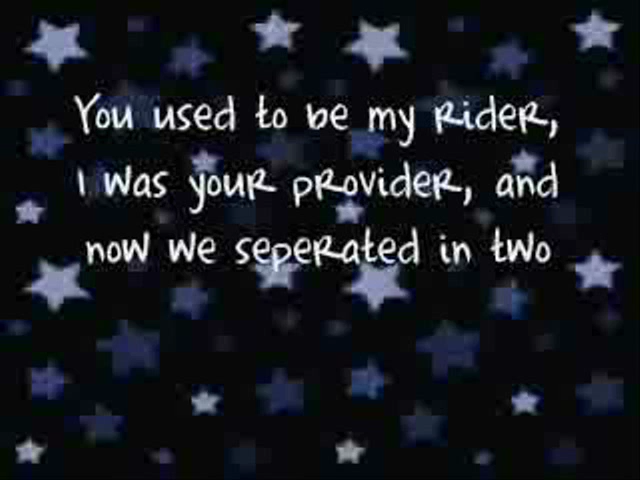 You used to be my rider,
I was your provider, and
now we seperated in two